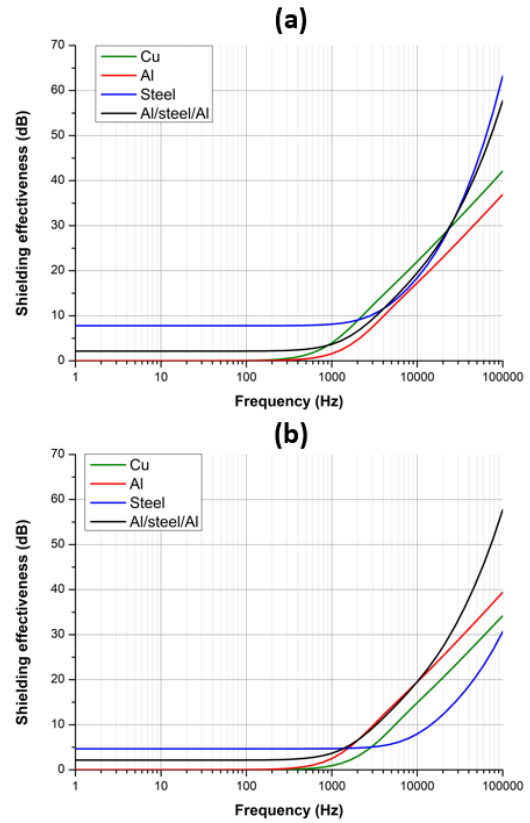 (a)
70
60
50
40
30
20
10
0
Cu
Al
Steel
Al/steel/Al
Shielding effectiveness (dB)
1 10 100 1000 10000 100000
Frequency (Hz)
(b)
70
60
50
40
30
20
10
0
Cu
Al
Steel
Al/steel/Al
Shielding effectiveness (dB)
1 10 100 1000 10000 100000
Frequency (Hz)